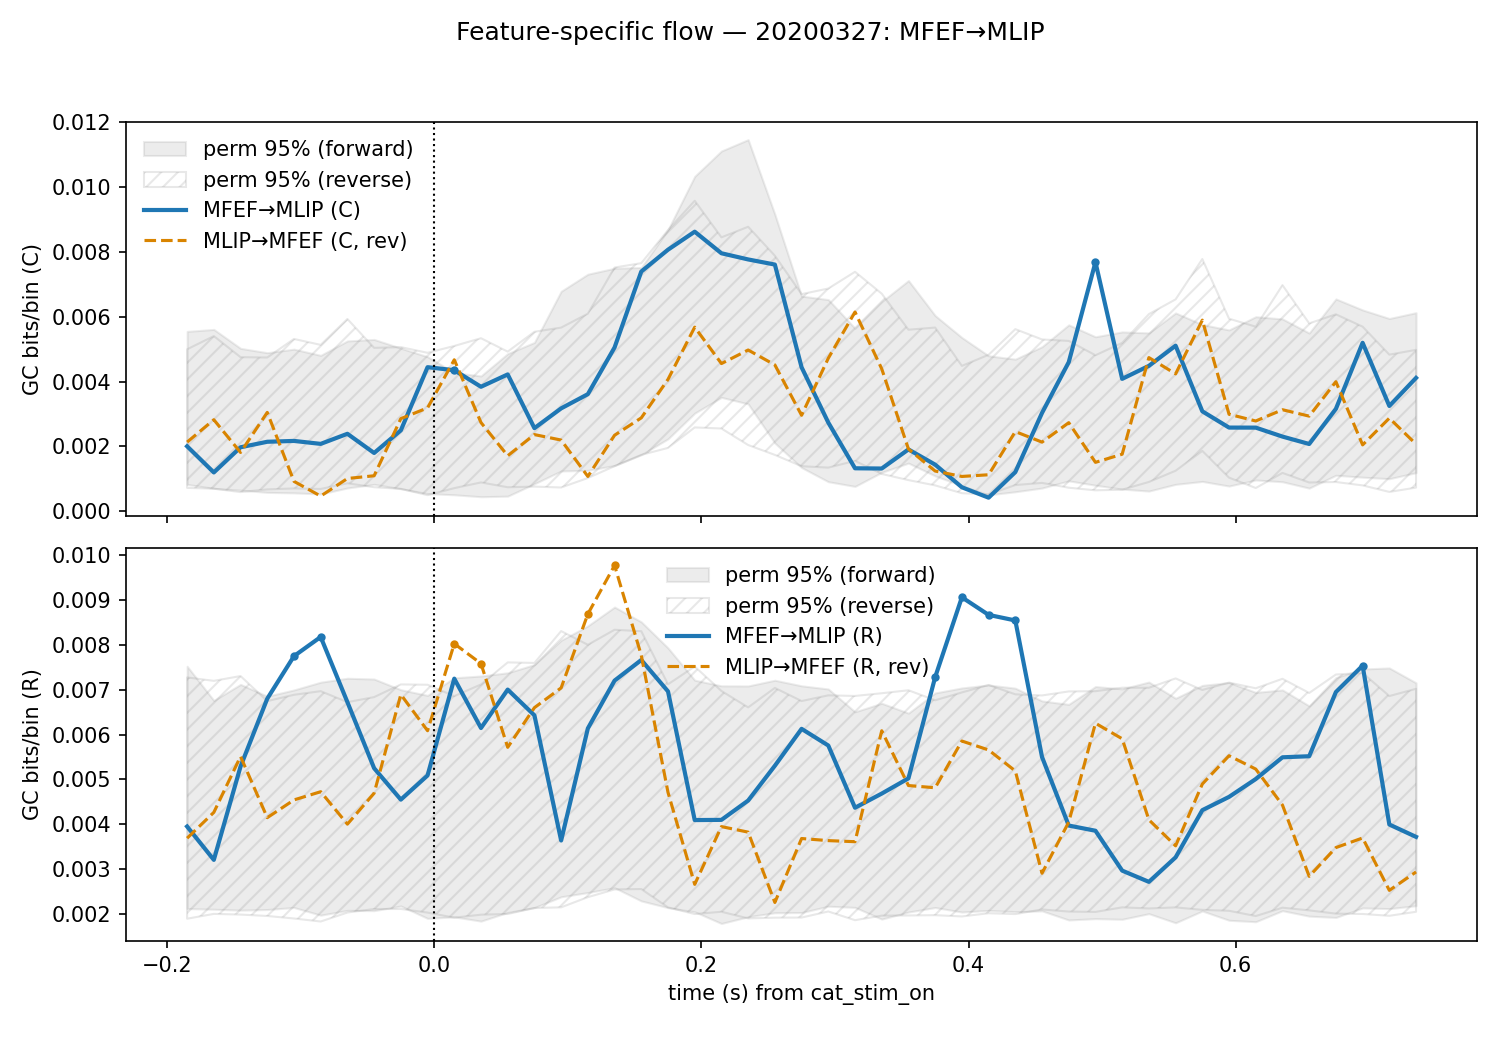 Feature-specific flow — 20200327: MFEF→MLIP
GC bits/bin (C)
0.012
0.010
0.008
0.006
0.004
0.002
0.000
perm 95% (forward)
perm 95% (reverse)
MFEF→MLIP (C)
MLIP→MFEF (C, rev)
GC bits/bin (R)
0.010
0.009
0.008
0.007
0.006
0.005
0.004
0.003
0.002
perm 95% (forward)
perm 95% (reverse)
MFEF→MLIP (R)
MLIP→MFEF (R, rev)
−0.2 0.0 0.2 0.4 0.6
time (s) from cat_stim_on